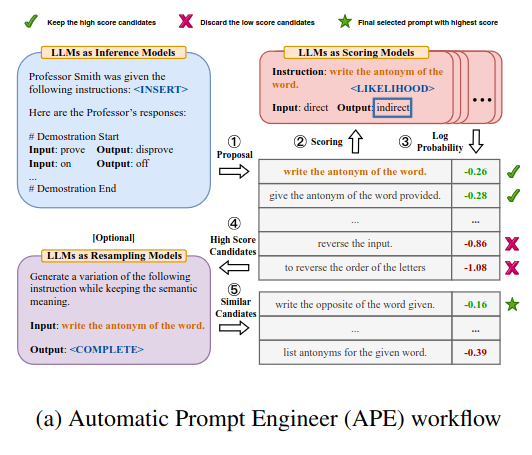 Keep the high score candidates
Discard the low score candidates
Final selected prompt with highest score
LLMs as Inference Models
Professor Smith was given the
following instructions: <INSERT>
Here are the Professor's responses:
# Demostration Start
Input: prove Output: disprove
Input: on Output: off
...
# Demostration End
① Proposal
LLMs as Scoring Models
Instruction: write the antonym of the
word. <LIKELIHOOD>
Input: direct Output: indirect
...
② Scoring
③ Log
Probability
write the antonym of the word. -0.26
give the antonym of the word provided. -0.28
... ...
reverse the input. -0.86
to reverse the order of the letters -1.08
④
High Score
Candidates
[Optional]
LLMs as Resampling Models
Generate a variation of the following
instruction while keeping the semantic
meaning.
Input: write the antonym of the word.
Output: <COMPLETE>
⑤
Similar
Candiates
write the opposite of the word given. -0.16
... ...
list antonyms for the given word. -0.39
(a) Automatic Prompt Engineer (APE) workflow